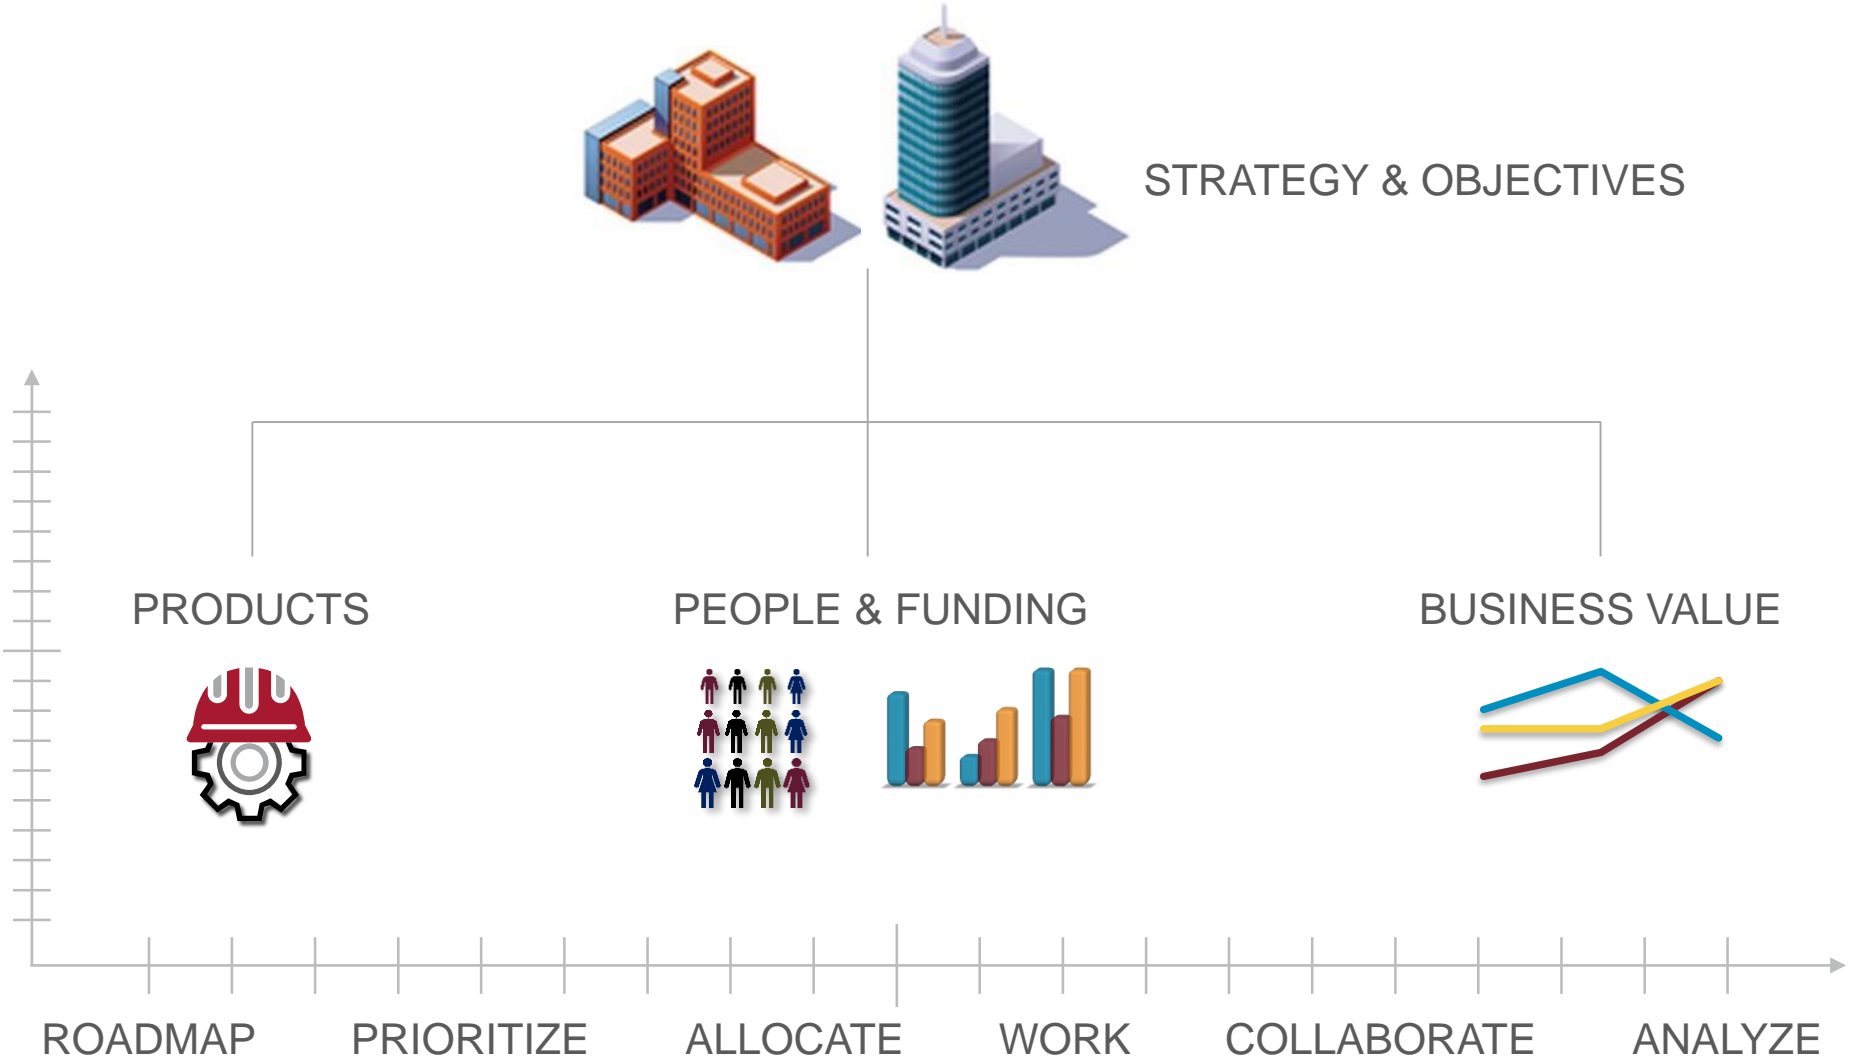 STRATEGY & OBJECTIVES
PRODUCTS
PEOPLE & FUNDING
BUSINESS VALUE
ROADMAP
PRIORITIZE
ALLOCATE
WORK
COLLABORATE
ANALYZE